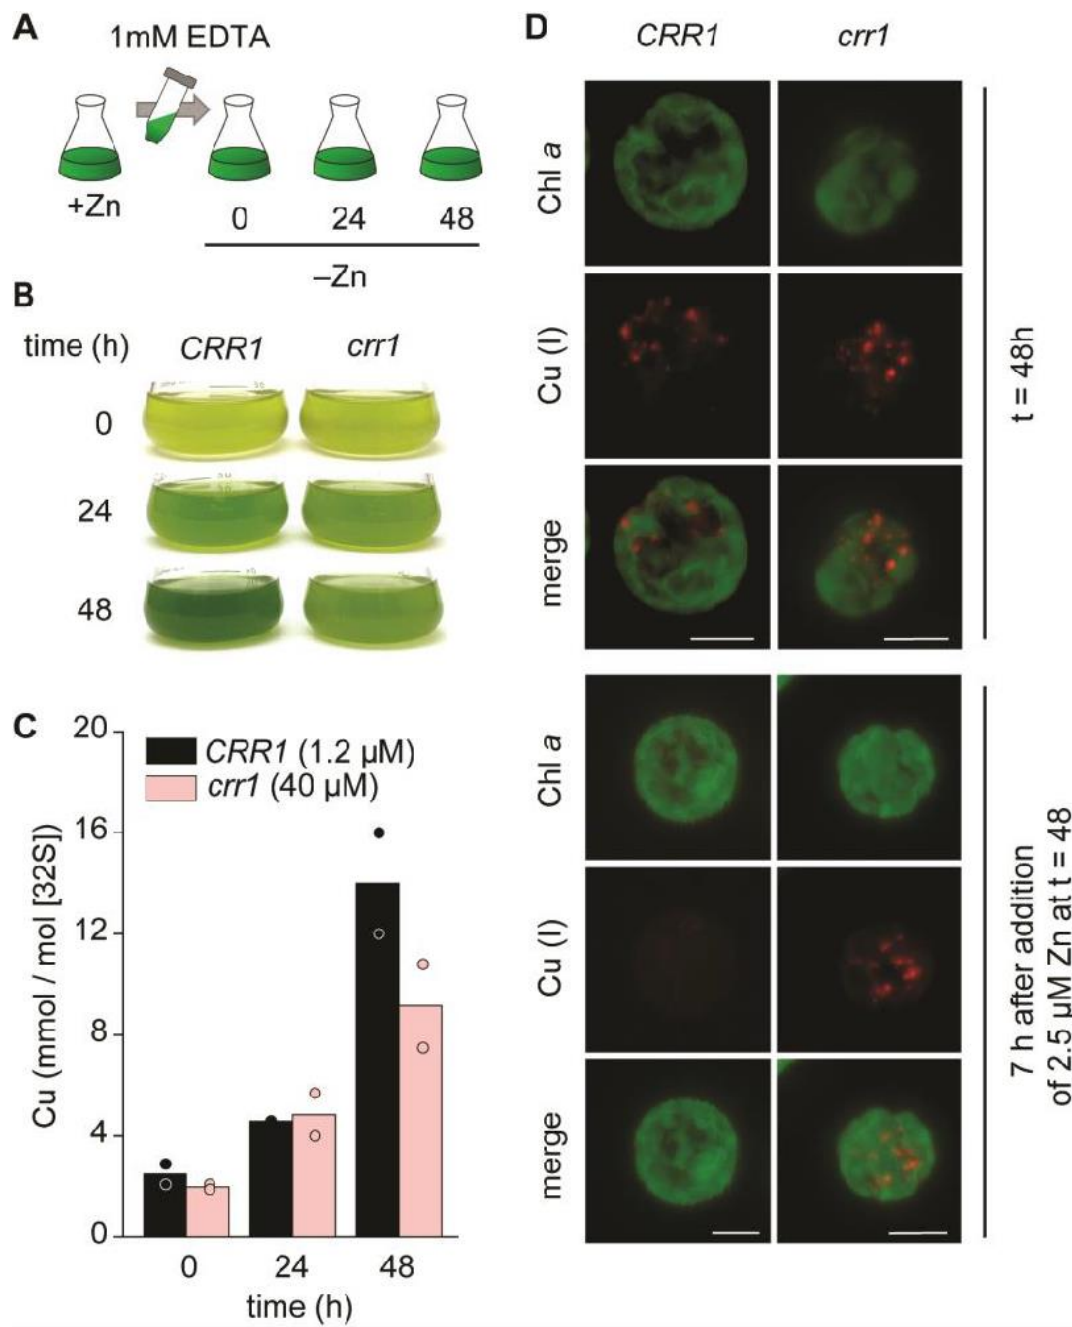 A
1mM EDTA
+Zn
0 24 48
–Zn
B
time (h) CRR1 crr1
0
24
48
C
20
16
12
8
4
0
Cu (mmol / mol [32S])
CRR1 (1.2 µM)
crr1 (40 µM)
0 24 48
time (h)
D
CRR1 crr1
Chl a
Cu (I)
merge
t = 48h
Chl a
Cu (I)
merge
7 h after addition
of 2.5 µM Zn at t = 48